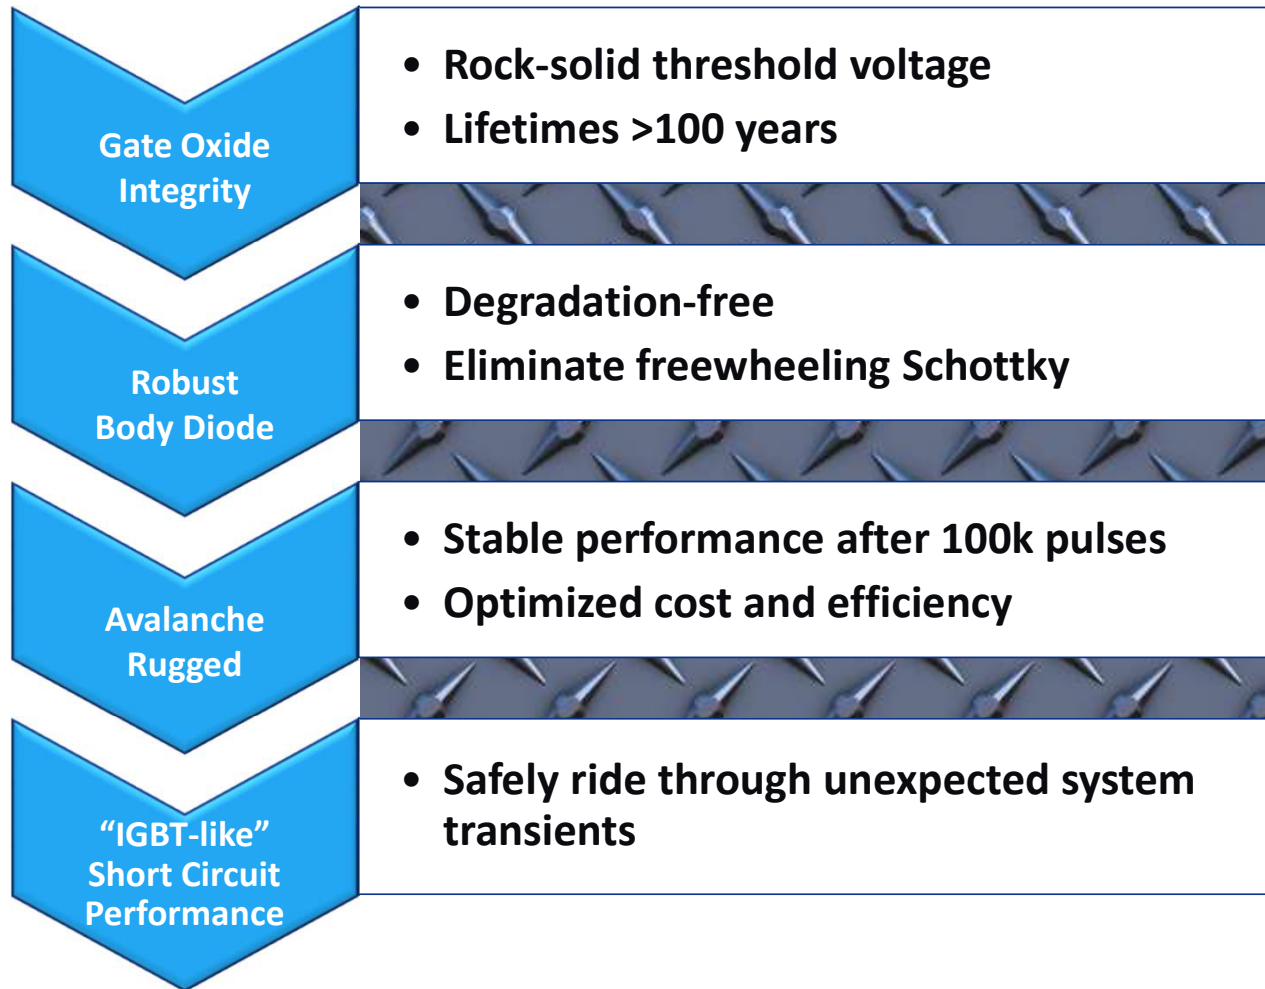 Gate Oxide
Integrity
• Rock-solid threshold voltage
• Lifetimes >100 years
Robust
Body Diode
• Degradation-free
• Eliminate freewheeling Schottky
Avalanche
Rugged
• Stable performance after 100k pulses
• Optimized cost and efficiency
“IGBT-like”
Short Circuit
Performance
• Safely ride through unexpected system
transients